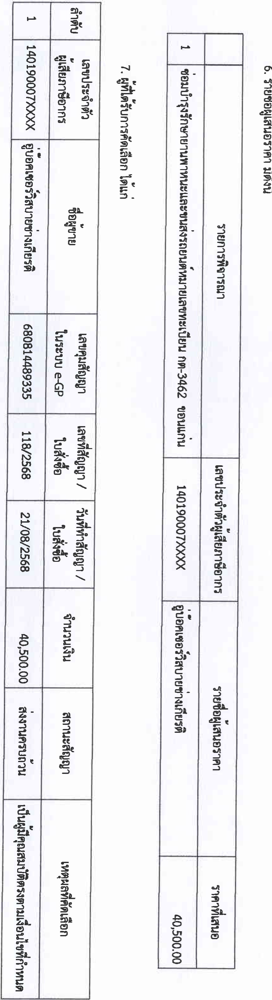 6. รายชื่อผู้เสนอราคา มีดังนี้
รายการพิจารณา เลขประจำตัวผู้เสียภาษีอากร รายชื่อผู้เสนอราคา ราคาที่เสนอ
1 ซ่อมบำรุงรักษายานพาหนะและขนส่งรถยนต์หมายเลขทะเบียน กต-3462 ขอนแก่น 140190007XXXX อู่บ๊อดเซอร์วิสบายช่างเกียรติ 40,500.00
7. ผู้ที่ได้รับการคัดเลือก ได้แก่
ลำดับ เลขประจำตัว ชื่อผู้ขาย เลขคุมสัญญา เลขที่สัญญา / วันที่ทำสัญญา / จำนวนเงิน สถานะสัญญา เหตุผลที่คัดเลือก
ผู้เสียภาษีอากร ในระบบ e-GP ใบสั่งซื้อ ใบสั่งซื้อ
1 140190007XXXX อู่บ๊อดเซอร์วิสบายช่างเกียรติ 680814489335 118/2568 21/08/2568 40,500.00 ส่งงานครบถ้วน เป็นผู้มีคุณสมบัติตรงตามเงื่อนไขที่กำหนด